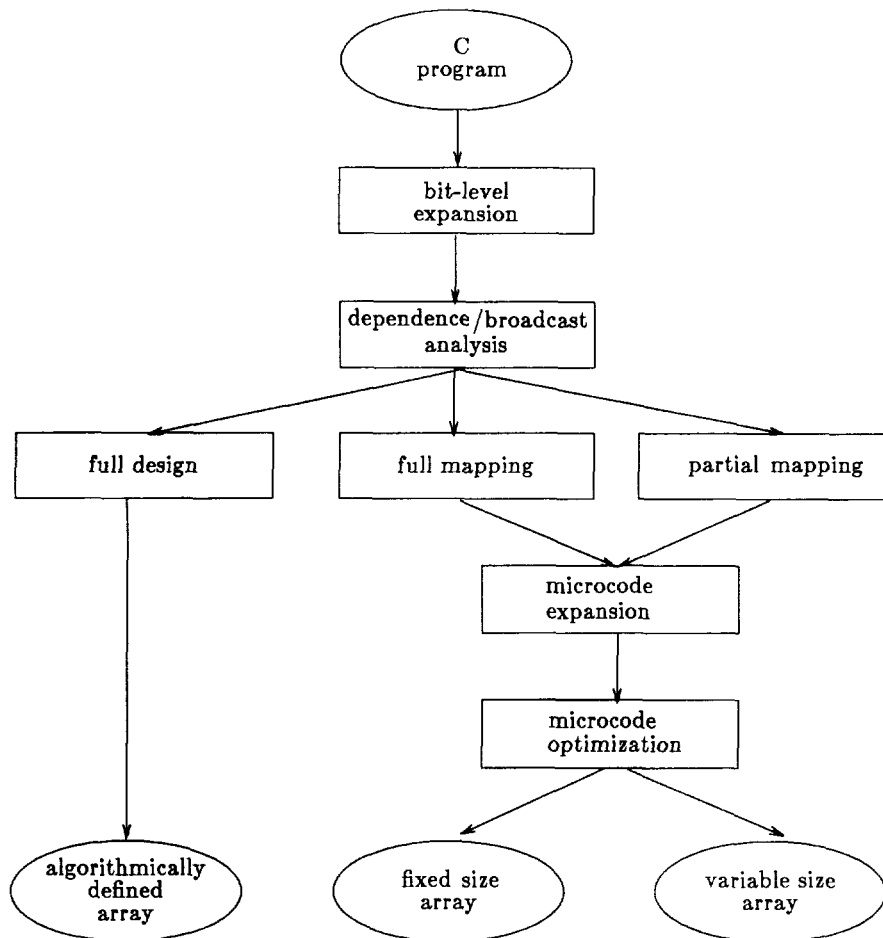 C
program
bit-level
expansion
dependence/broadcast
analysis
full design
full mapping
partial mapping
microcode
expansion
microcode
optimization
algorithmically
defined
array
fixed size
array
variable size
array